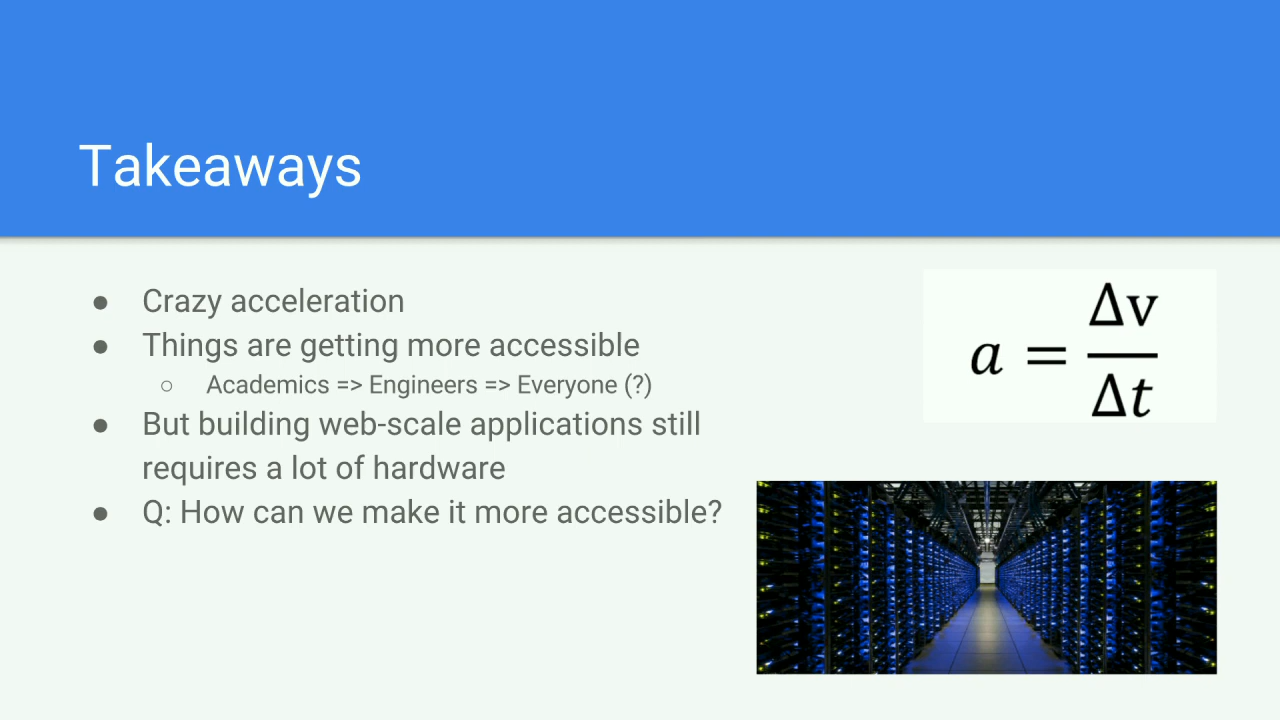 Takeaways
● Crazy acceleration
● Things are getting more accessible
○ Academics => Engineers => Everyone (?)
● But building web-scale applications still
requires a lot of hardware
● Q: How can we make it more accessible?
a = Δv/Δt